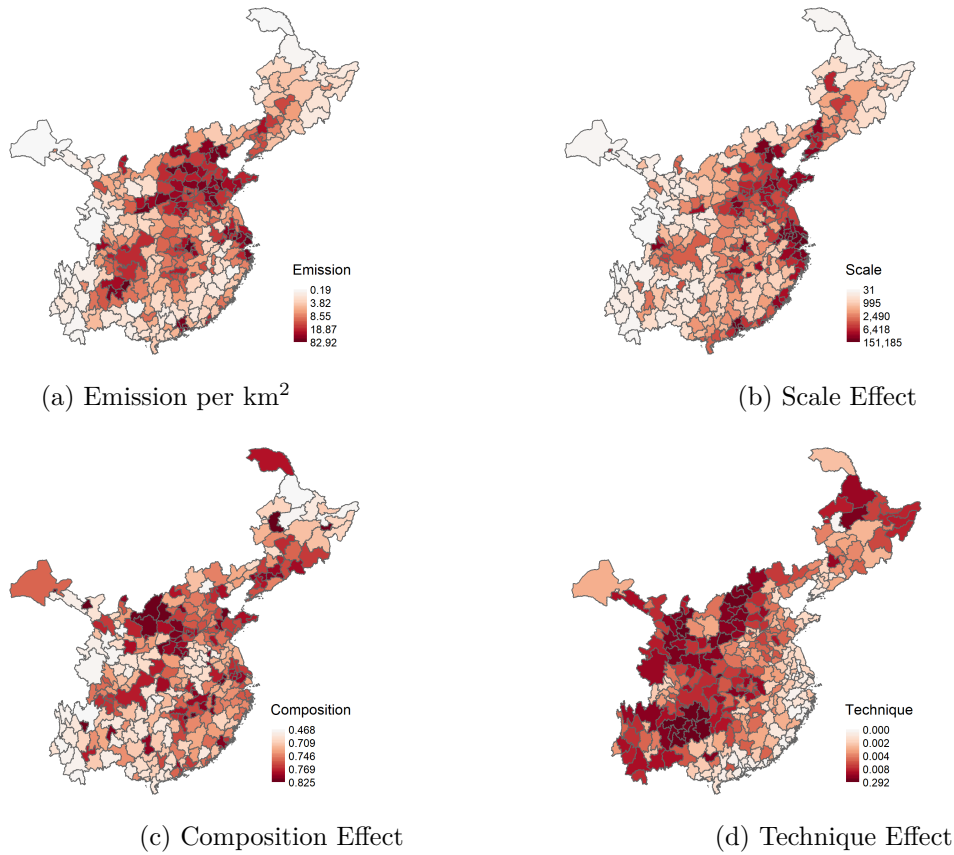 Emission
0.19
3.82
8.55
18.87
82.92
(a) Emission per km²
Scale
31
995
2,490
6,418
151,185
(b) Scale Effect
Composition
0.468
0.709
0.746
0.769
0.825
(c) Composition Effect
Technique
0.000
0.002
0.004
0.008
0.292
(d) Technique Effect